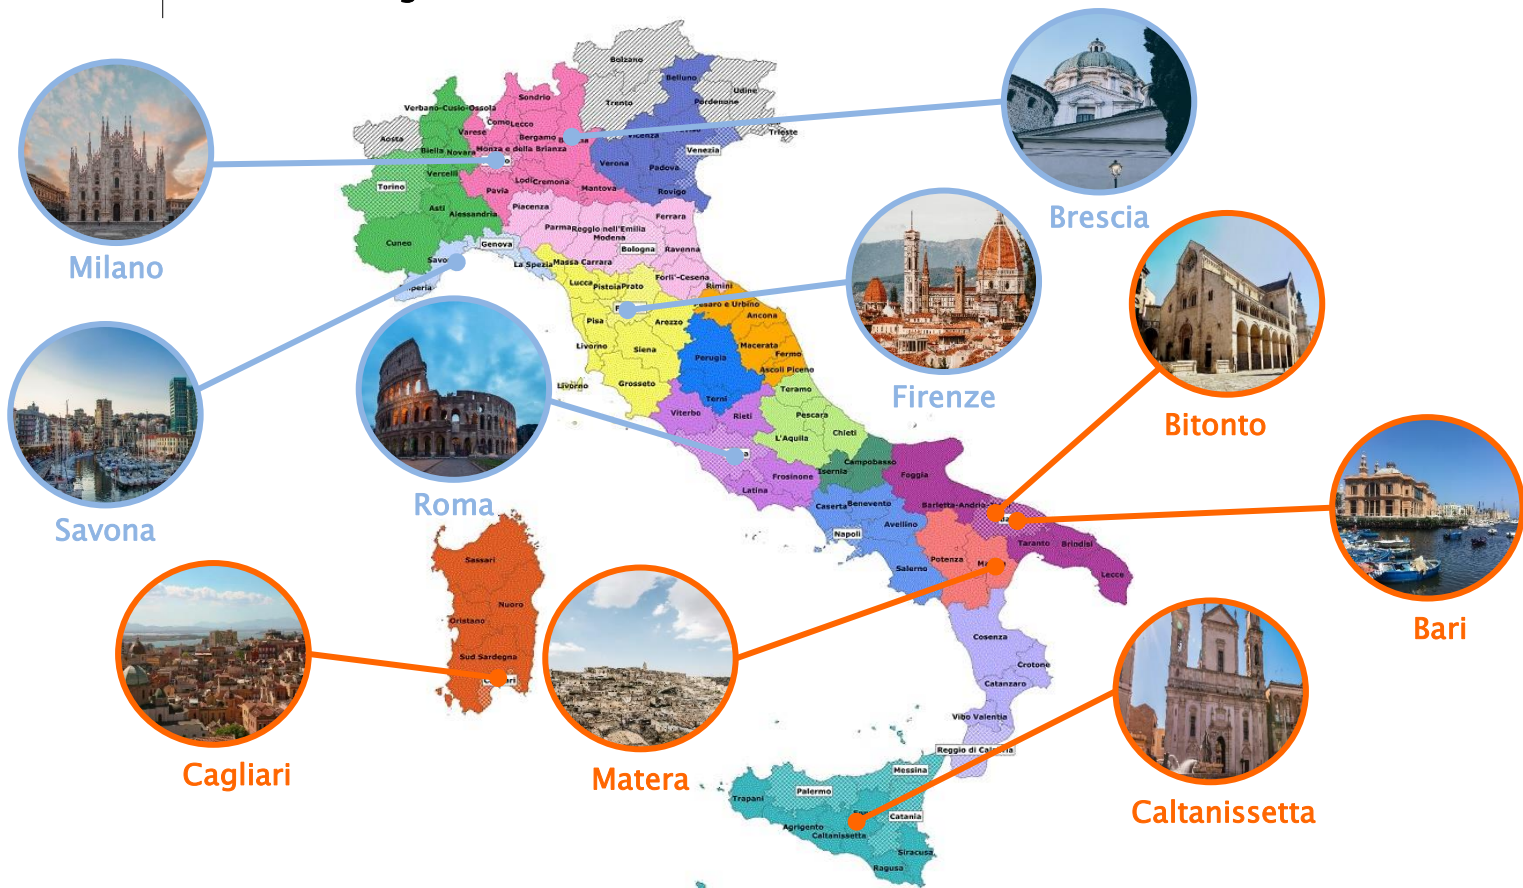 Bolzano
Belluno
Trento
Udine
Pordenone
Trieste
Verbano-Cusio-Ossola
Sondrio
Aosta
Varese
Como
Lecco
Bergamo
Vicenza
Biella
Novara
Monza e della Brianza
Venezia
Verona
Padova
Torino
Vercelli
Lodi
Cremona
Mantova
Rovigo
Pavia
Asti
Alessandria
Piacenza
Ferrara
Cuneo
Genova
Parma
Reggio nell'Emilia
Modena
Bologna
Ravenna
Savo
La Spezia
Massa Carrara
Forli'-Cesena
Rimini
Lucca
Pistoia
Prato
Pesaro e Urbino
Ancona
Pisa
Arezzo
Livorno
Siena
Perugia
Macerata
Fermo
Ascoli Piceno
Livorno
Grosseto
Terni
Teramo
Viterbo
Rieti
Pescara
L'Aquila
Chieti
Campobasso
Isernia
Foggia
Frosinone
Latina
Caserta
Benevento
Barletta-Andria-
Avellino
Napoli
Taranto
Brindisi
Potenza
Salerno
Lecce
Sassari
Nuoro
Oristano
Sud Sardegna
Cosenza
Crotone
Catanzaro
Vibo Valentia
Reggio di Calabria
Messina
Palermo
Trapani
Catania
Agrigento
Caltanissetta
Siracusa
Ragusa
Milano
Brescia
Savona
Roma
Firenze
Bitonto
Bari
Cagliari
Matera
Caltanissetta